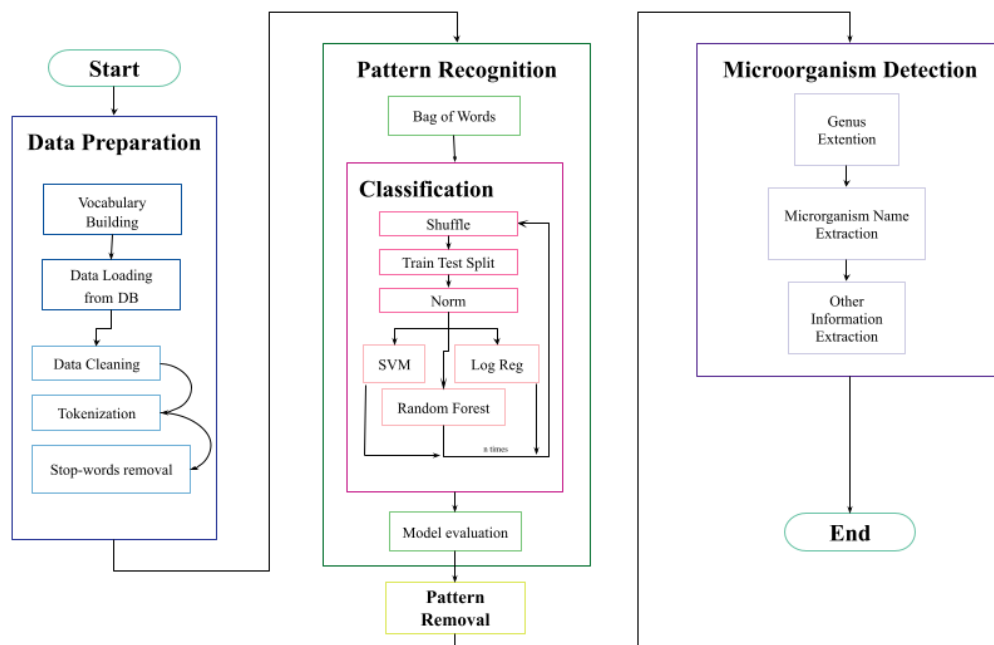 Start
Data Preparation
Vocabulary
Building
Data Loading
from DB
Data Cleaning
Tokenization
Stop-words removal
Pattern Recognition
Bag of Words
Classification
Shuffle
Train Test Split
Norm
SVM
Log Reg
Random Forest
n times
Model evaluation
Pattern
Removal
Microorganism Detection
Genus
Extention
Microrganism Name
Extraction
Other
Information
Extraction
End